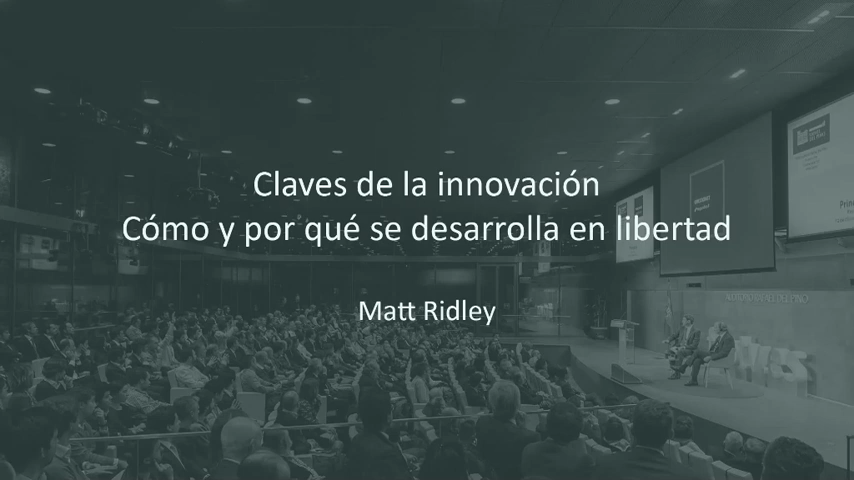 Claves de la innovación
Cómo y por qué se desarrolla en libertad
Matt Ridley